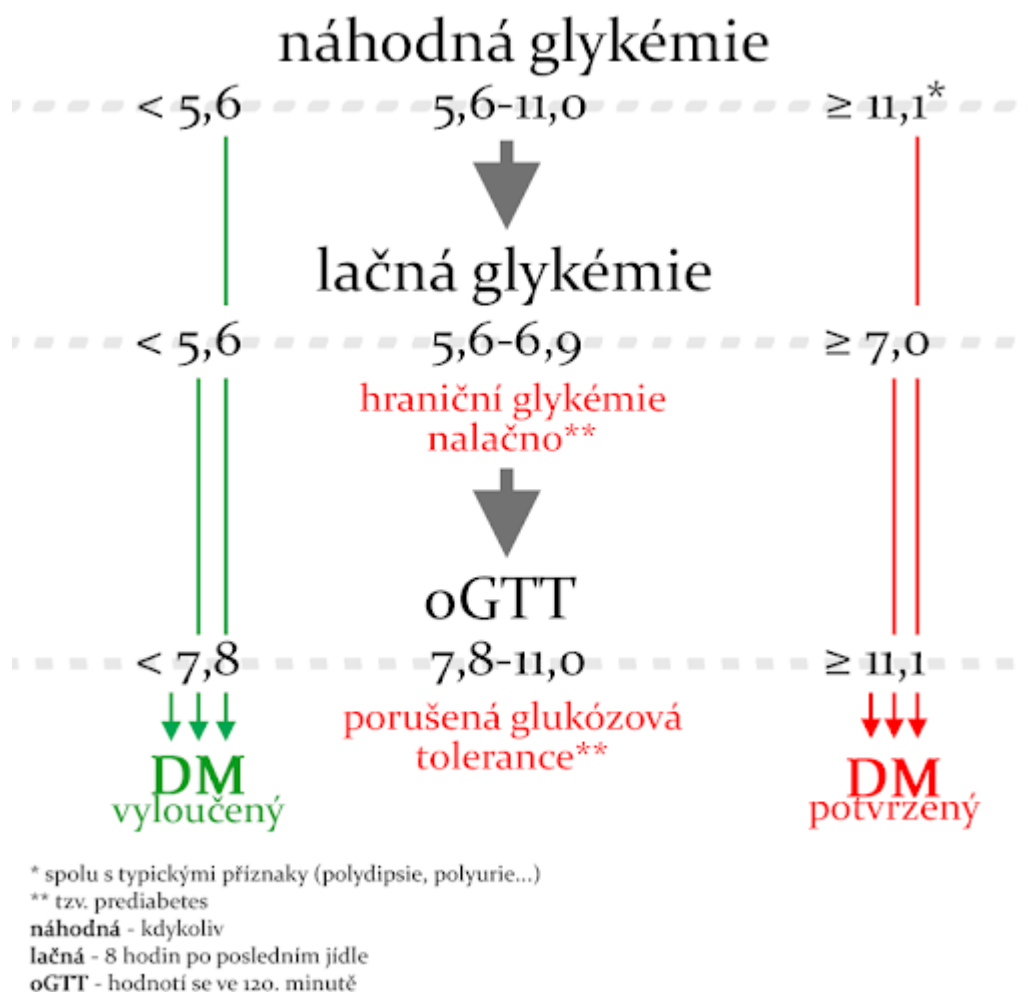 náhodná glykémie
< 5,6 5,6-11,0 ≥ 11,1*
lačná glykémie
< 5,6 5,6-6,9 ≥ 7,0
hraniční glykémie
nalačno**
oGTT
< 7,8 7,8-11,0 ≥ 11,1
porušená glukózová
tolerance**
DM
vyloučený
DM
potvrzený
* spolu s typickými příznaky (polydipsie, polyurie...)
** tzv. prediabetes
náhodná - kdykoliv
lačná - 8 hodin po posledním jídle
oGTT - hodnotí se ve 120. minutě